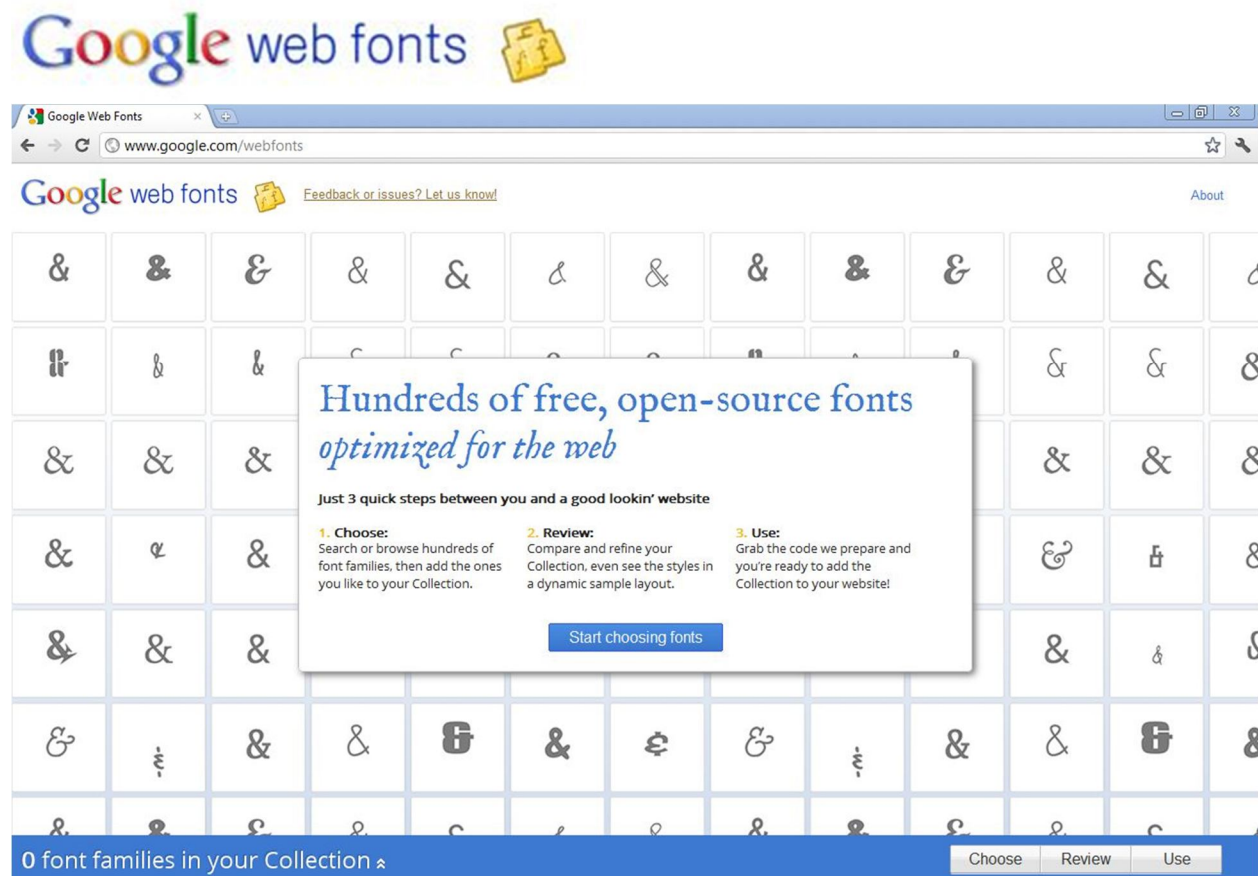 Google web fonts
Google Web Fonts
www.google.com/webfonts
Google web fonts Feedback or issues? Let us know! About
& & & & & & & & & & & &
& & & & &
& & & & &
& & & & &
& & & & &
& & & & & & & & & & & &
Hundreds of free, open-source fonts
optimized for the web
Just 3 quick steps between you and a good lookin' website
1. Choose:
Search or browse hundreds of
font families, then add the ones
you like to your Collection.
2. Review:
Compare and refine your
Collection, even see the styles in
a dynamic sample layout.
3. Use:
Grab the code we prepare and
you're ready to add the
Collection to your website!
Start choosing fonts
0 font families in your Collection
Choose Review Use